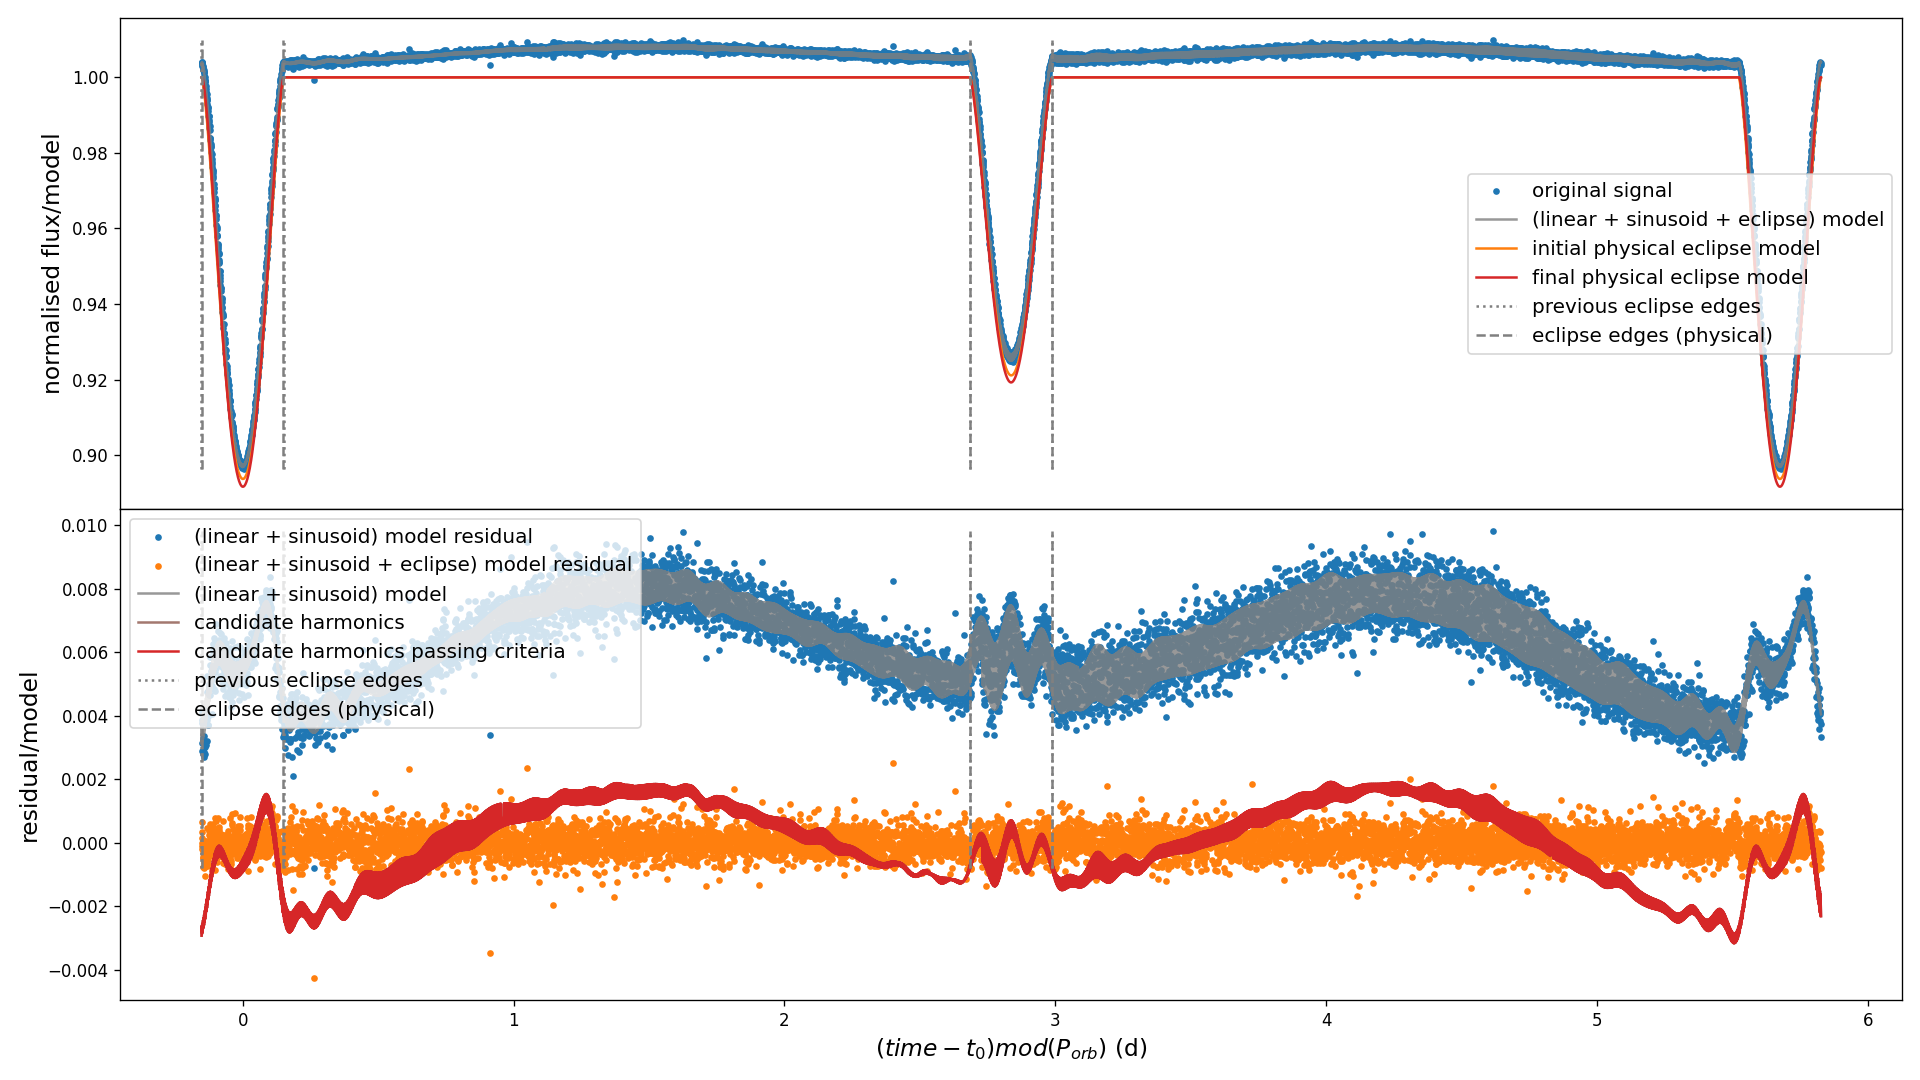 normalised flux/model
1.00
0.98
0.96
0.94
0.92
0.90
original signal
(linear + sinusoid + eclipse) model
initial physical eclipse model
final physical eclipse model
previous eclipse edges
eclipse edges (physical)
residual/model
0.010
0.008
0.006
0.004
0.002
0.000
−0.002
−0.004
(linear + sinusoid) model residual
(linear + sinusoid + eclipse) model residual
(linear + sinusoid) model
candidate harmonics
candidate harmonics passing criteria
previous eclipse edges
eclipse edges (physical)
0 1 2 3 4 5 6
(time − t₀)mod(Pₒᵣb) (d)